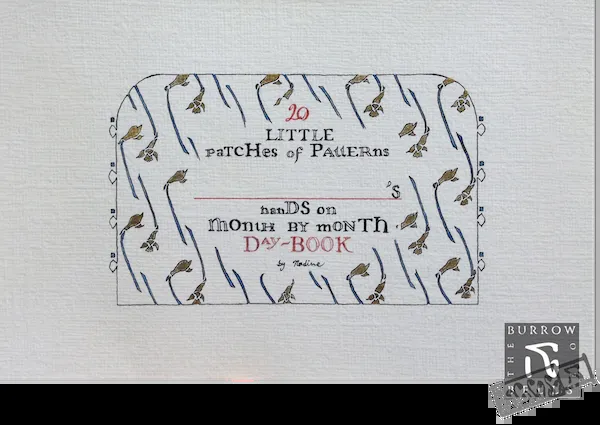 20
LITTLE
PATCHES of PATTERNS
's
hanDS on
MONTH BY MONTH
DAY-BOOK
by Nadine
THE
BURROW